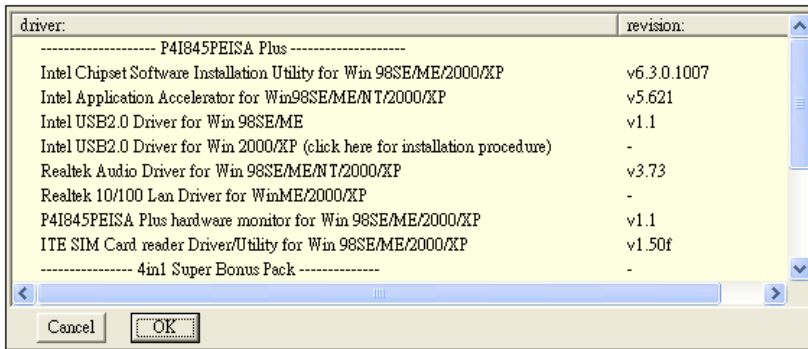 driver: revision:
-------------------- P4I845PEISA Plus --------------------
Intel Chipset Software Installation Utility for Win 98SE/ME/2000/XP v6.3.0.1007
Intel Application Accelerator for Win98SE/ME/NT/2000/XP v5.621
Intel USB2.0 Driver for Win 98SE/ME v1.1
Intel USB2.0 Driver for Win 2000/XP (click here for installation procedure) -
Realtek Audio Driver for Win 98SE/ME/NT/2000/XP v3.73
Realtek 10/100 Lan Driver for WinME/2000/XP -
P4I845PEISA Plus hardware monitor for Win 98SE/ME/2000/XP v1.1
ITE SIM Card reader Driver/Utility for Win 98SE/ME/2000/XP v1.50f
---------------- 4in1 Super Bonus Pack -------------- -
Cancel OK